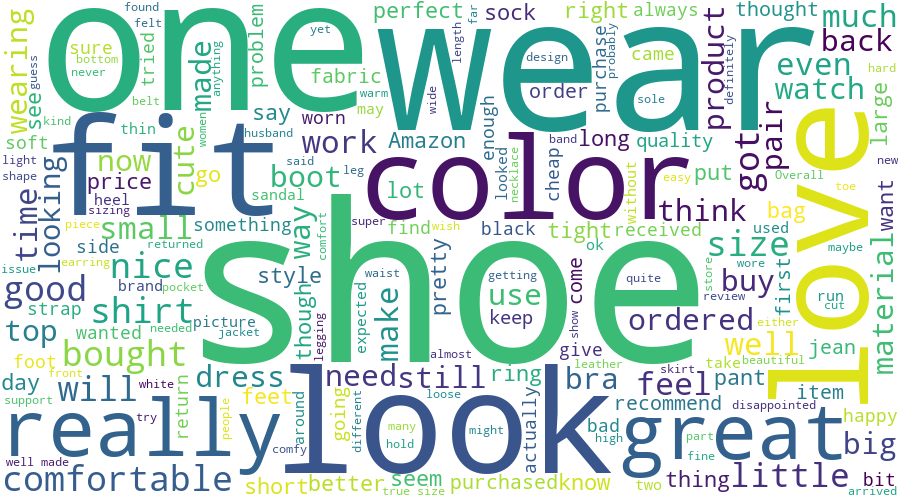 one
wear
fit
color
shoe
love
look
really
great
found
felt
yet
sure
bottom
never
tried
made
problem
anything
belt
fabric
warm
may
wearing
see
kind
guess
soft
thin
women
husband
say
worn
perfect
sock
right
always
thought
much
far
length
design
probably
purchase
product
definitely
back
even
watch
came
order
sole
wide
hard
large
light
shape
looking
time
now
price
heel
sizing
cute
go
sandal
boot
work
Amazon
enough
looked
necklace
cheap
band
long
quality
got
pair
said
leg
lot
put
easy
without
Overall
toe
new
think
bag
want
piece
small
something
way
super
comfort
find
wish
black
tight
ok
received
size
used
wore
maybe
returned
side
earring
issue
nice
style
though
waist
pretty
getting
use
come
quite
store
buy
first
run
cut
material
good
brand
pocket
strap
shirt
expected
make
keep
show
review
ordered
either
top
wanted
needed
picture
jacket
legging
almost
give
well
jean
beautiful
foot
bought
leather
take
front
day
will
white
return
dress
feet
around
need
still
ring
bra
skirt
feel
pant
item
support
try
people
going
different
loose
many
hold
comfy
might
actually
bad
high
recommend
disappointed
part
fine
happy
big
well made
comfortable
short
better
true size
seem
purchased
know
two
thing
little
bit
arrived